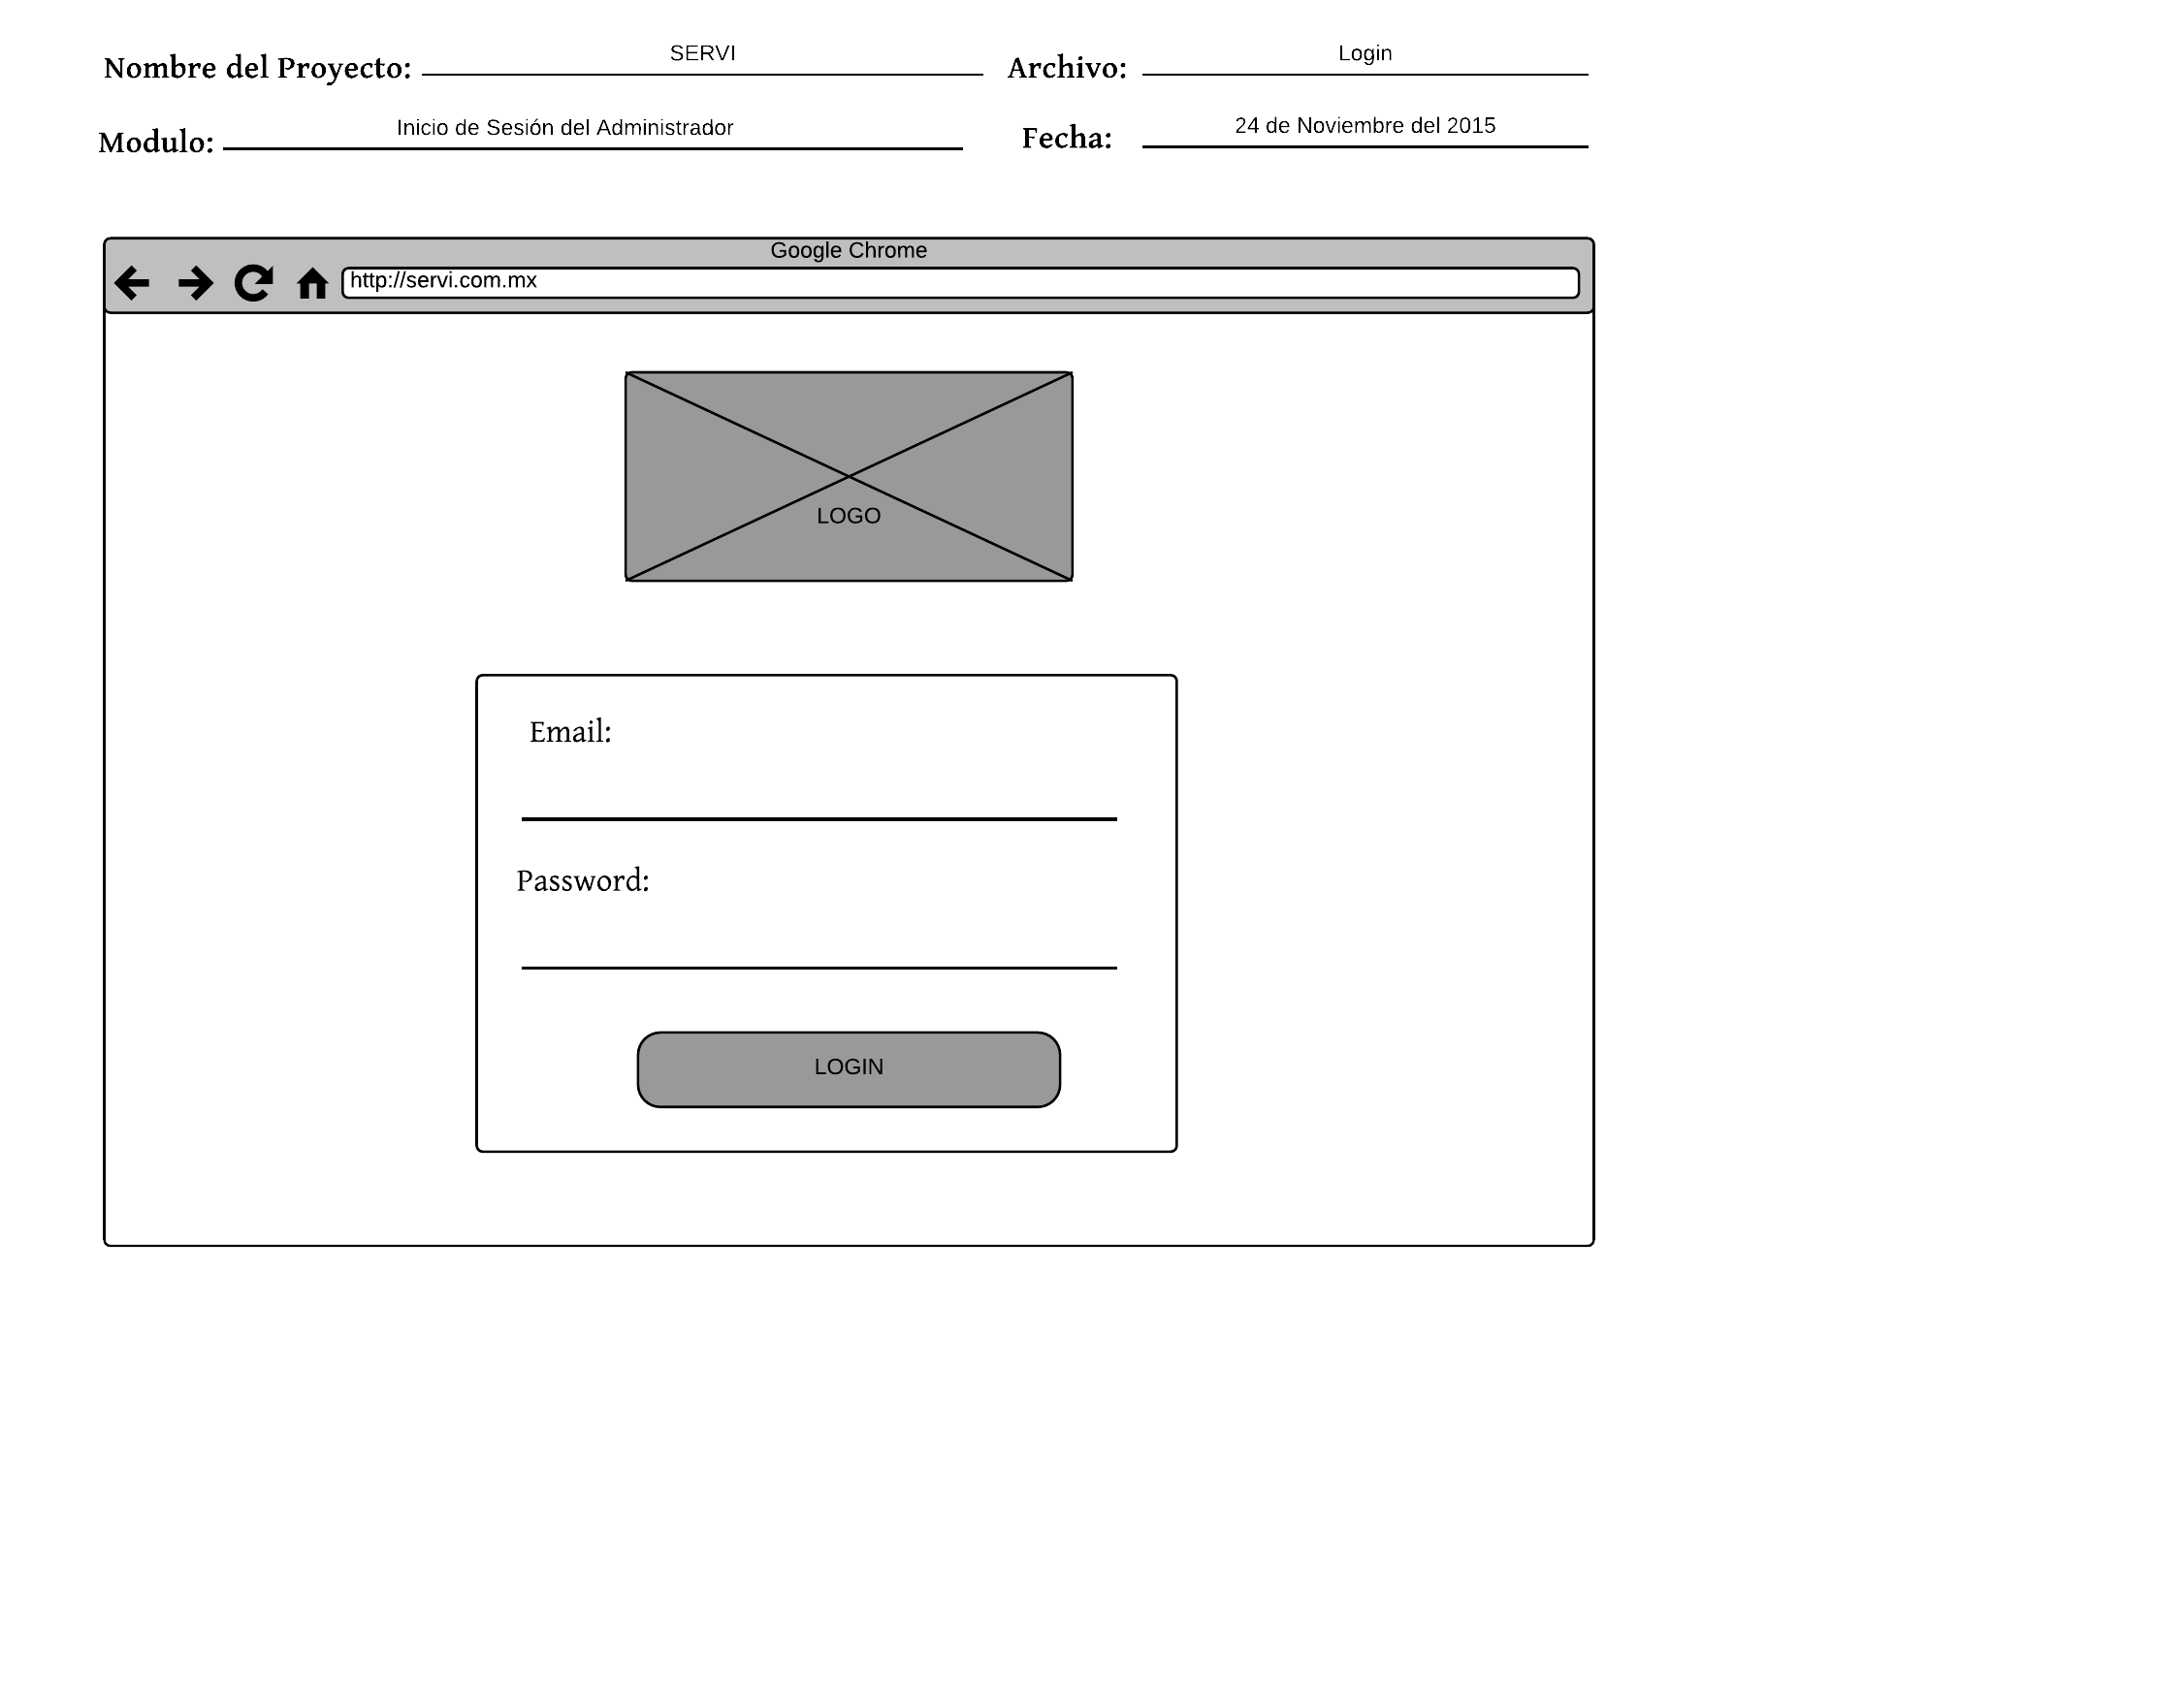 Nombre del Proyecto: SERVI Archivo: Login
Modulo: Inicio de Sesión del Administrador Fecha: 24 de Noviembre del 2015
Google Chrome
http://servi.com.mx
LOGO
Email:
Password:
LOGIN